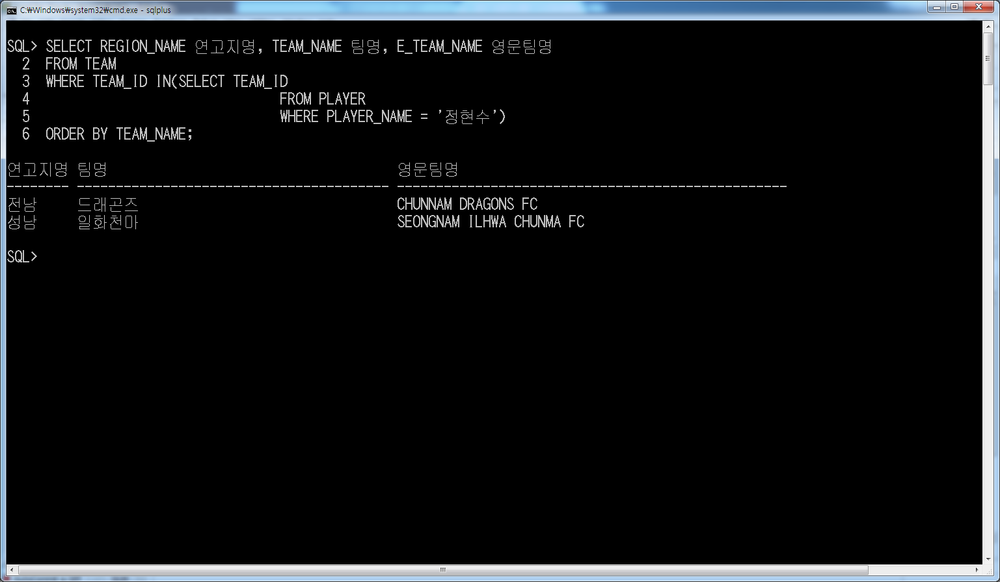 C:₩Windows₩system32₩cmd.exe - sqlplus
SQL> SELECT REGION_NAME 연고지명, TEAM_NAME 팀명, E_TEAM_NAME 영문팀명
2 FROM TEAM
3 WHERE TEAM_ID IN(SELECT TEAM_ID
4 FROM PLAYER
5 WHERE PLAYER_NAME = '정현수')
6 ORDER BY TEAM_NAME;
연고지명 팀명 영문팀명
-------- ---------------------------------------- --------------------------------------------------
전남 드래곤즈 CHUNNAM DRAGONS FC
성남 일화천마 SEONGNAM ILHWA CHUNMA FC
SQL>